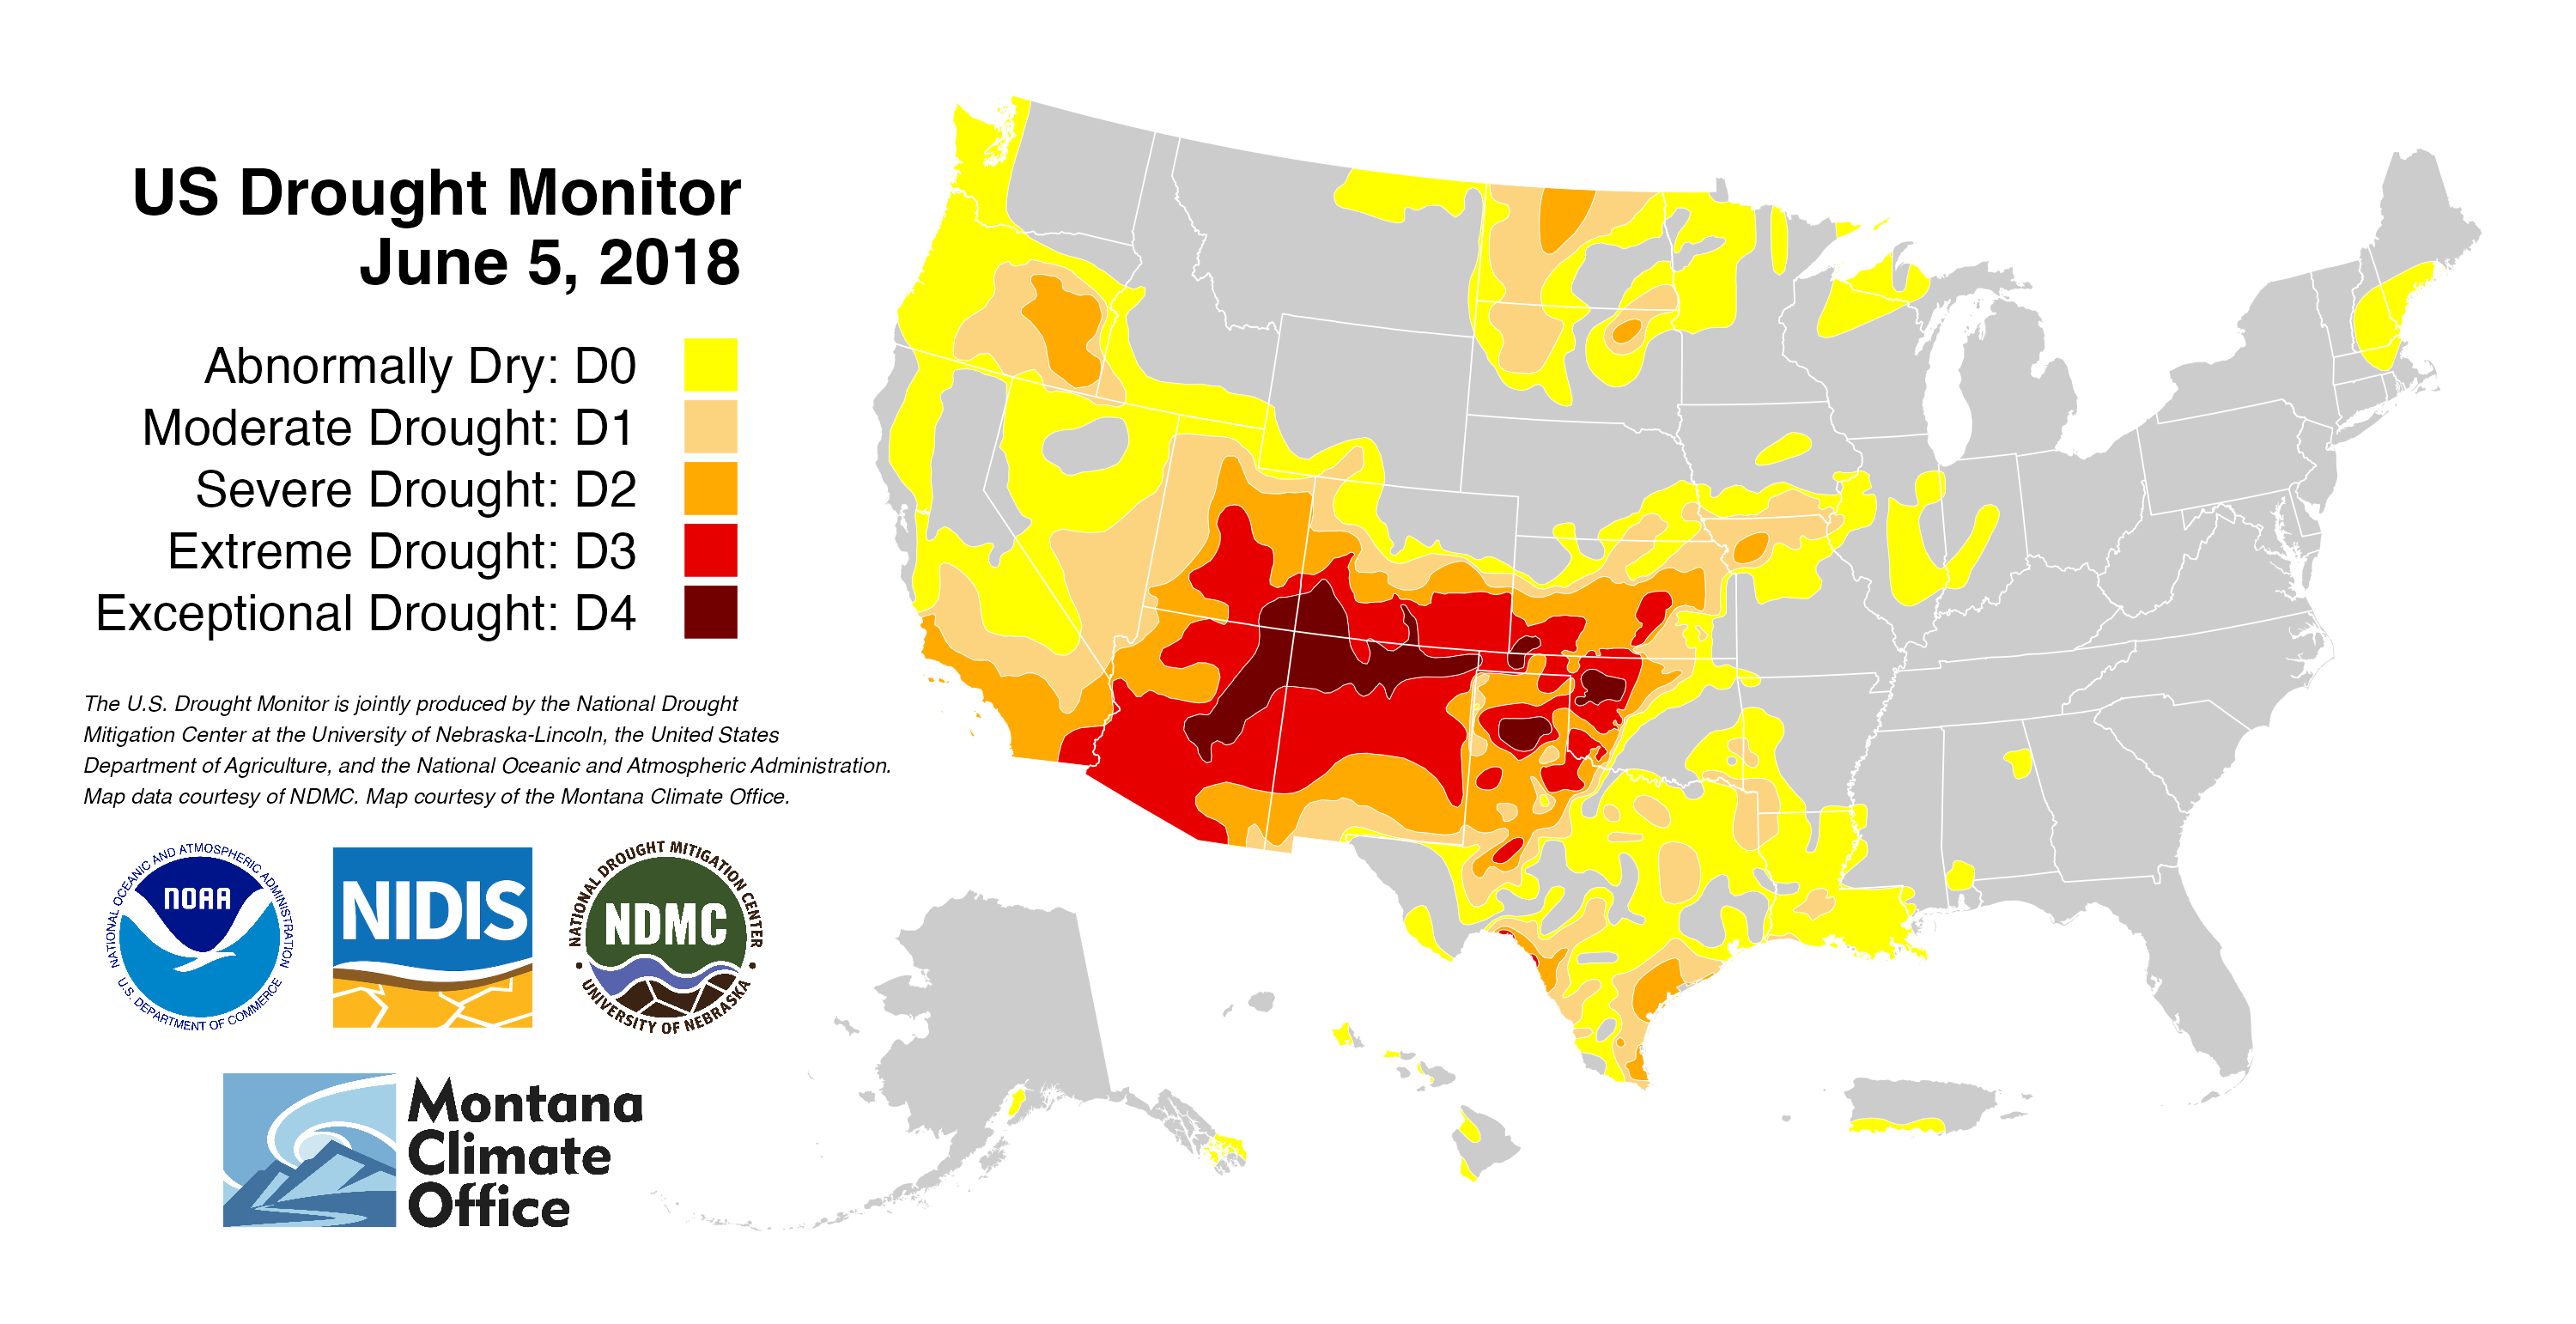 US Drought Monitor
June 5, 2018
Abnormally Dry: D0
Moderate Drought: D1
Severe Drought: D2
Extreme Drought: D3
Exceptional Drought: D4
The U.S. Drought Monitor is jointly produced by the National Drought
Mitigation Center at the University of Nebraska-Lincoln, the United States
Department of Agriculture, and the National Oceanic and Atmospheric Administration.
Map data courtesy of NDMC. Map courtesy of the Montana Climate Office.
NATIONAL OCEANIC AND ATMOSPHERIC ADMINISTRATION
NOAA
U.S. DEPARTMENT OF COMMERCE
NIDIS
NATIONAL DROUGHT MITIGATION CENTER
NDMC
UNIVERSITY OF NEBRASKA
Montana
Climate
Office